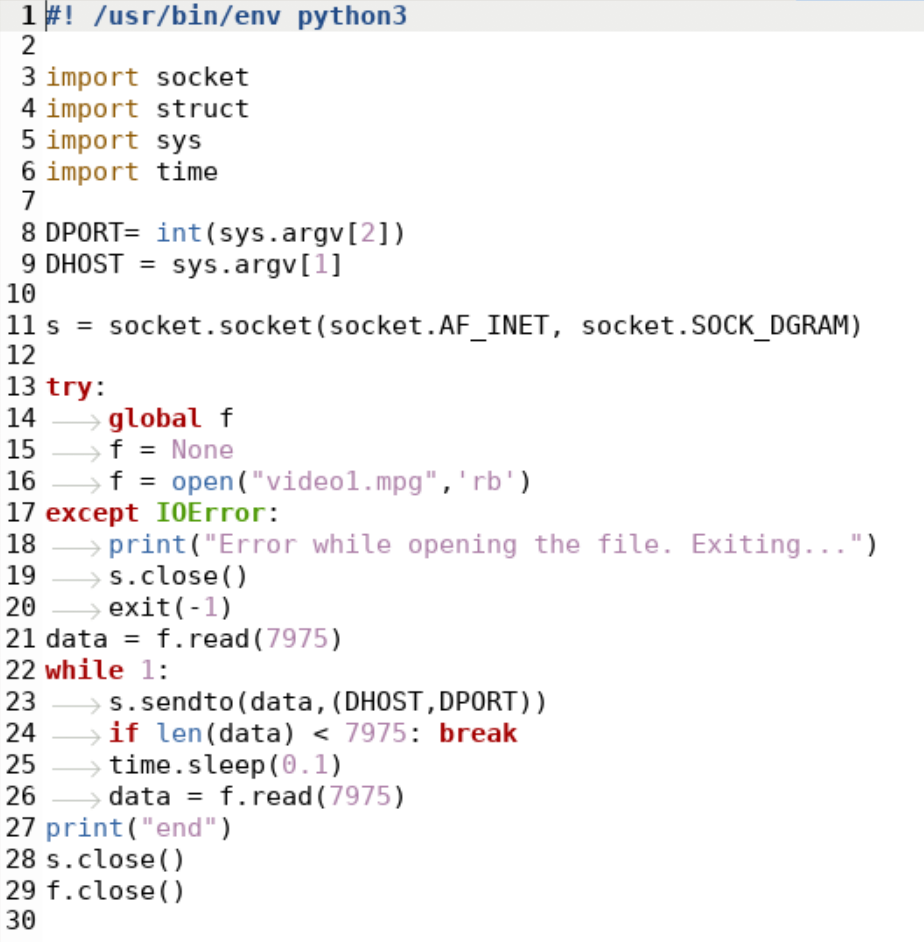 1 #! /usr/bin/env python3
2
3 import socket
4 import struct
5 import sys
6 import time
7
8 DPORT= int(sys.argv[2])
9 DHOST = sys.argv[1]
10
11 s = socket.socket(socket.AF_INET, socket.SOCK_DGRAM)
12
13 try:
14 global f
15 f = None
16 f = open("video1.mpg",'rb')
17 except IOError:
18 print("Error while opening the file. Exiting...")
19 s.close()
20 exit(-1)
21 data = f.read(7975)
22 while 1:
23 s.sendto(data,(DHOST,DPORT))
24 if len(data) < 7975: break
25 time.sleep(0.1)
26 data = f.read(7975)
27 print("end")
28 s.close()
29 f.close()
30